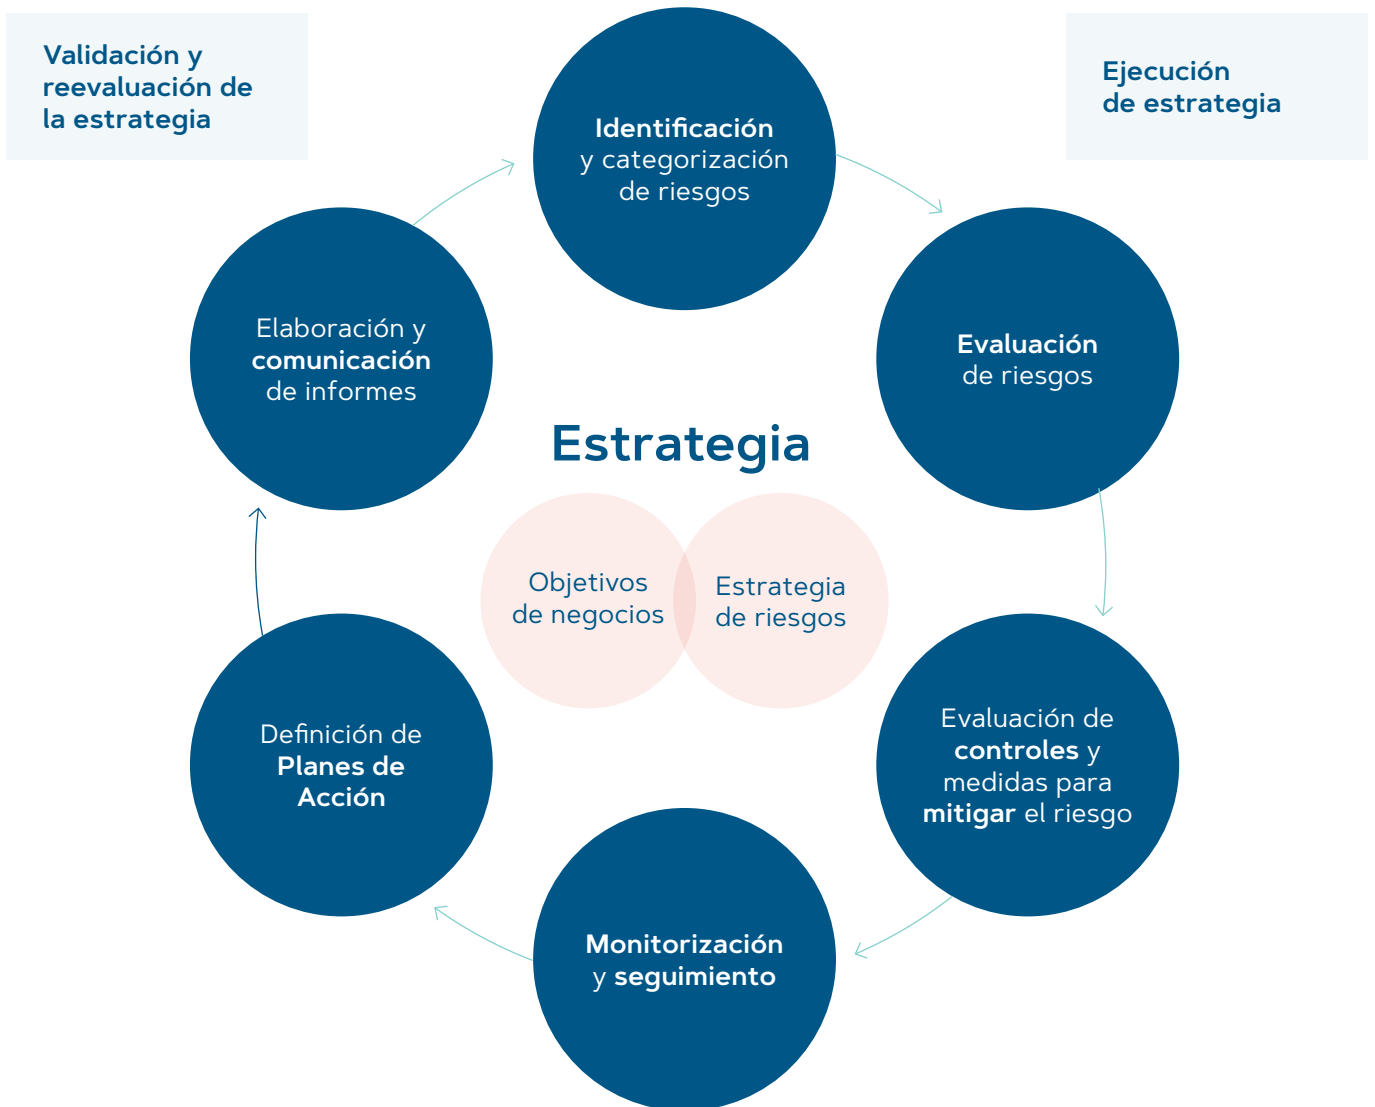 Validación y
reevaluación de
la estrategia
Ejecución
de estrategia
Identificación
y categorización
de riesgos
Evaluación
de riesgos
Evaluación de
controles y
medidas para
mitigar el riesgo
Monitorización
y seguimiento
Definición de
Planes de
Acción
Elaboración y
comunicación
de informes
Estrategia
Objetivos
de negocios
Estrategia
de riesgos